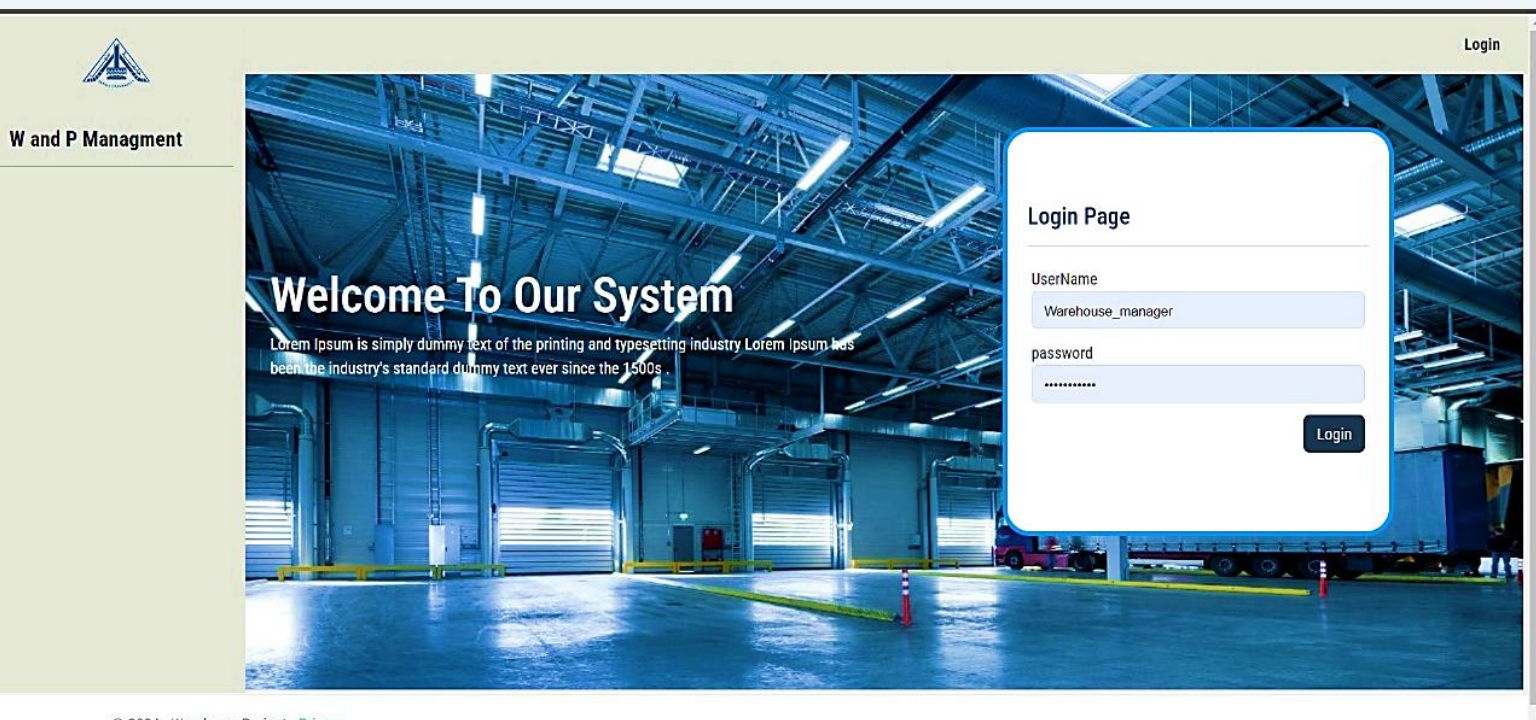 Login
W and P Managment
Login Page
Welcome To Our System
Lorem Ipsum is simply dummy text of the printing and typesetting industry Lorem Ipsum has
been the industry's standard dummy text ever since the 1500s .
UserName
Warehouse_manager
password
•••••••••••
Login